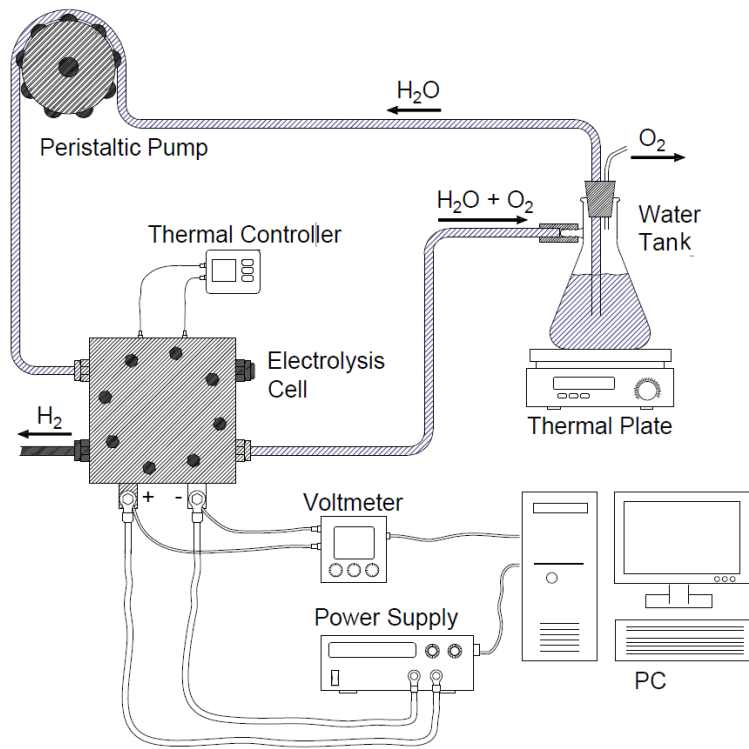 H₂O
O₂
Peristaltic Pump
H₂O + O₂
Water
Tank
Thermal Controller
Electrolysis
Cell
H₂
Thermal Plate
+ -
Voltmeter
Power Supply
PC